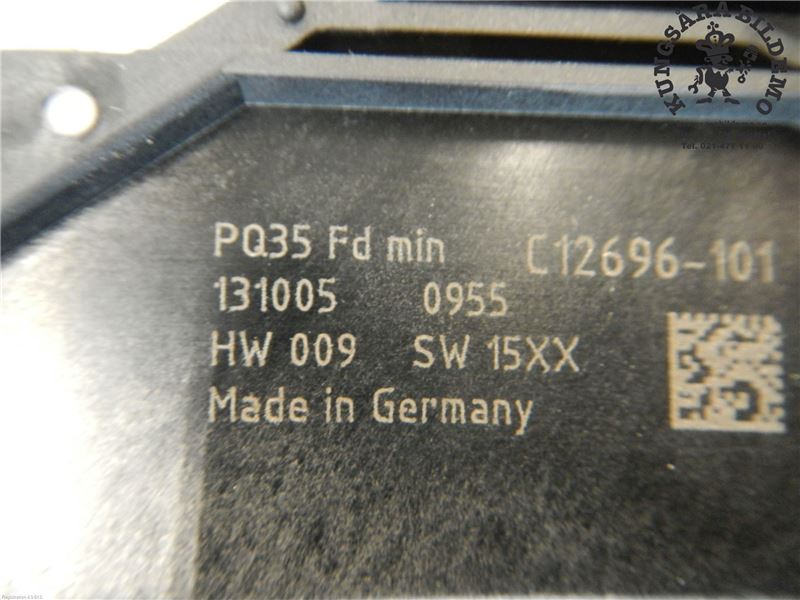 KUNGSÅRA BILDEMO
PQ35 Fd min C12696-101
131005 0955
HW 009 SW 15XX
Made in Germany